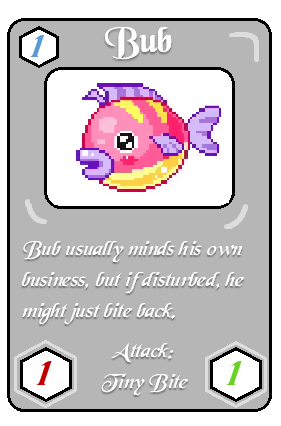 1
Bub
Bub usually minds his own
business, but if disturbed, he
might just bite back.
Attack:
Tiny Bite
1
1